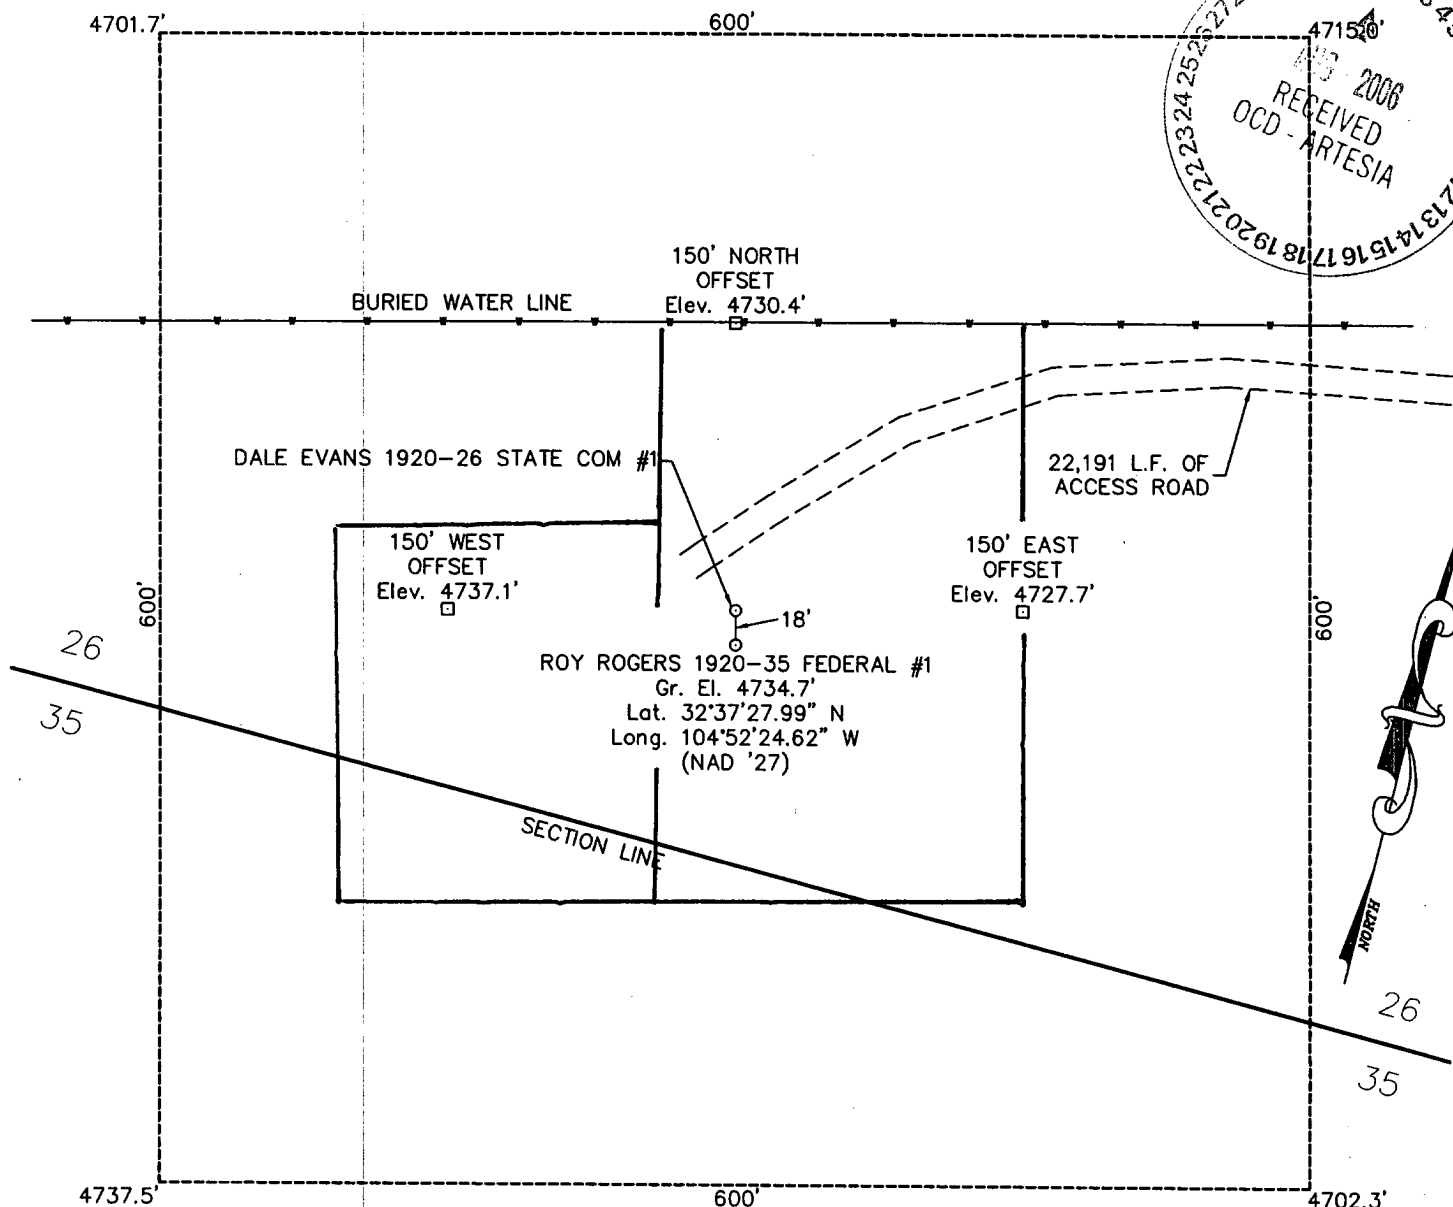 4701.7'
600'
4715.0'
2006
RECEIVED
OCD - ARTESIA
150' NORTH
OFFSET
Elev. 4730.4'
BURIED WATER LINE
DALE EVANS 1920-26 STATE COM #1
22,191 L.F. OF
ACCESS ROAD
150' WEST
OFFSET
Elev. 4737.1'
150' EAST
OFFSET
Elev. 4727.7'
600'
18'
600'
26
35
ROY ROGERS 1920-35 FEDERAL #1
Gr. El. 4734.7'
Lat. 32°37'27.99" N
Long. 104°52'24.62" W
(NAD '27)
SECTION LINE
NORTH
26
35
4737.5'
600'
4702.3'